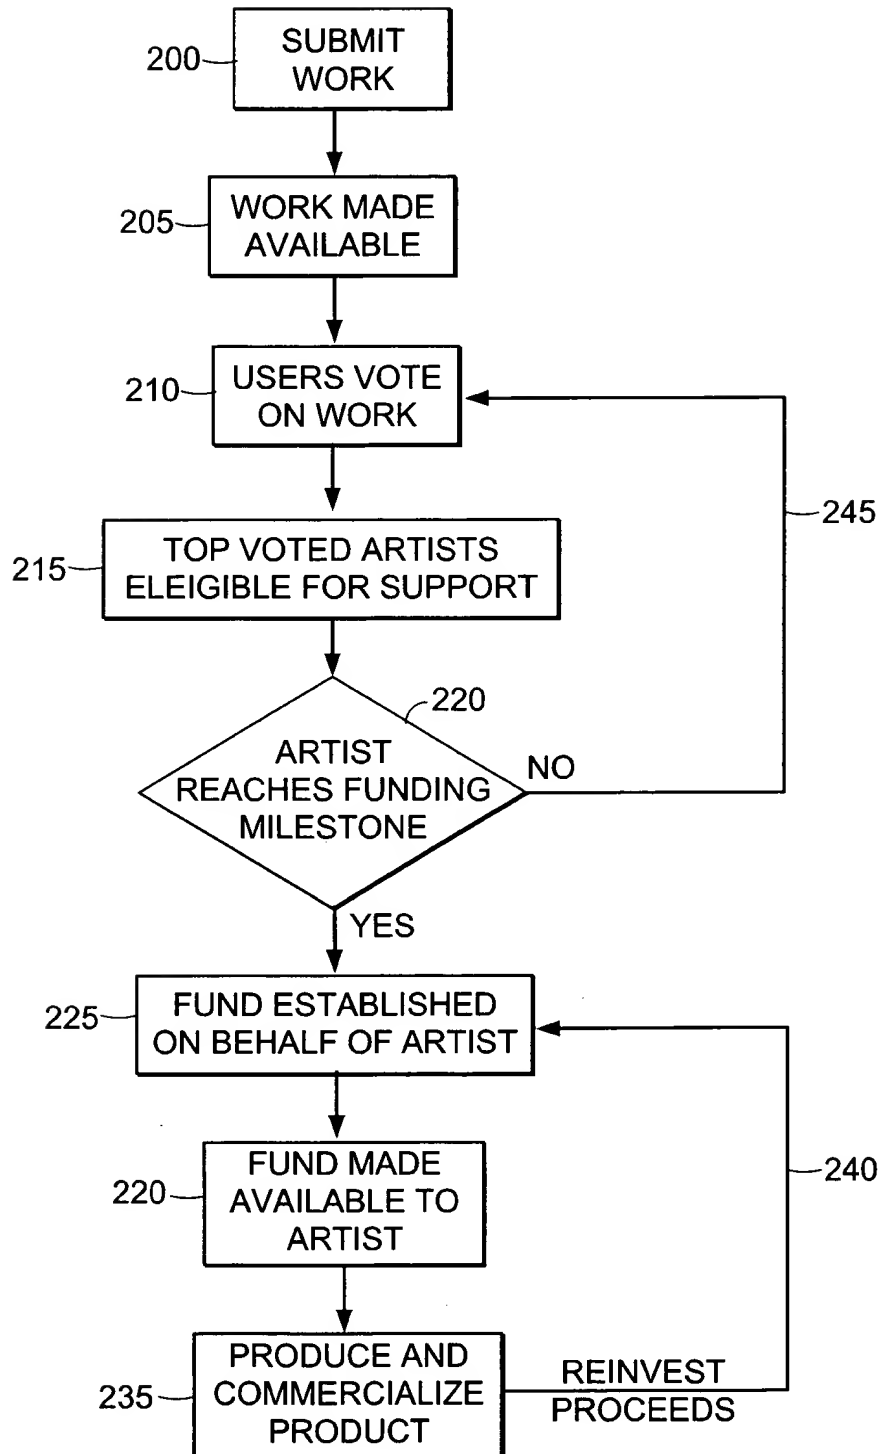 200
SUBMIT
WORK
205
WORK MADE
AVAILABLE
210
USERS VOTE
ON WORK
245
215
TOP VOTED ARTISTS
ELEIGIBLE FOR SUPPORT
220
ARTIST
REACHES FUNDING
MILESTONE
NO
YES
225
FUND ESTABLISHED
ON BEHALF OF ARTIST
220
FUND MADE
AVAILABLE TO
ARTIST
240
235
PRODUCE AND
COMMERCIALIZE
PRODUCT
REINVEST
PROCEEDS